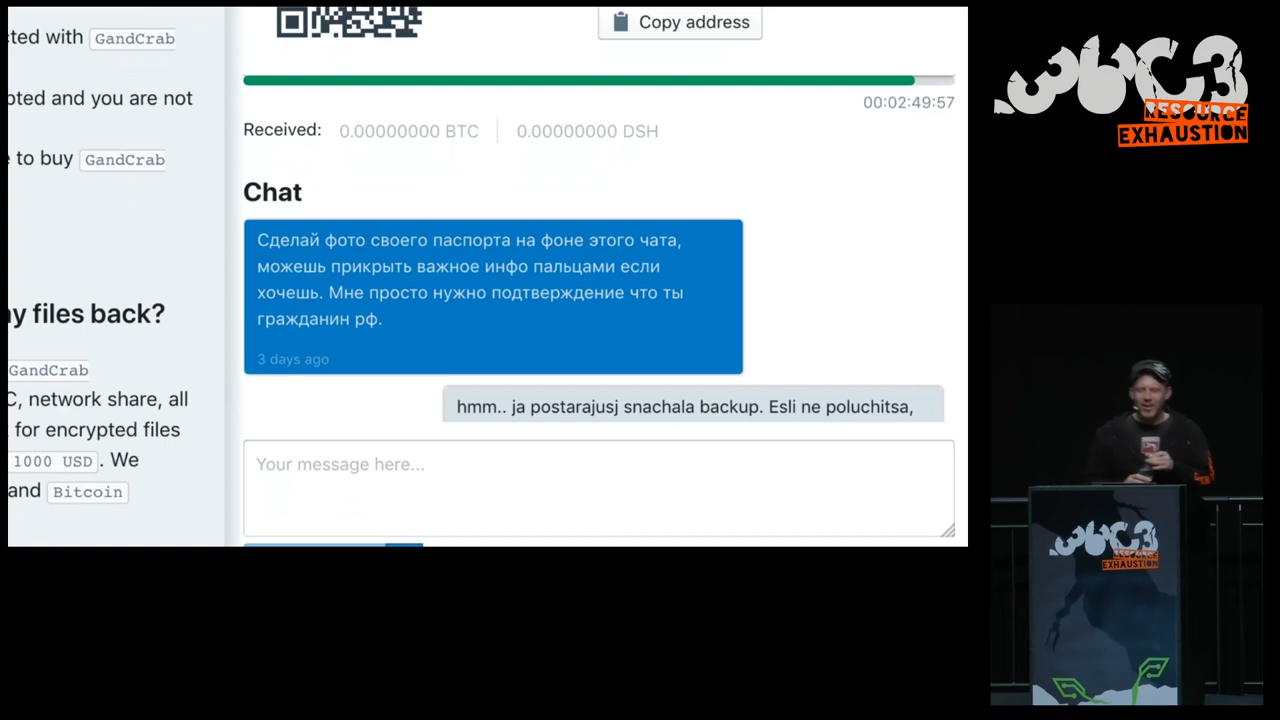 cted with GandCrab
pted and you are not
e to buy GandCrab
y files back?
GandCrab
C, network share, all
for encrypted files
1000 USD. We
and Bitcoin
Copy address
00:02:49:57
Received: 0.00000000 BTC 0.00000000 DSH
Chat
Сделай фото своего паспорта на фоне этого чата,
можешь прикрыть важное инфо пальцами если
хочешь. Мне просто нужно подтверждение что ты
гражданин рф.
3 days ago
hmm.. ja postarajusj snachala backup. Esli ne poluchitsa,
Your message here...
36C3
RESOURCE
EXHAUSTION
36C3
RESOURCE
EXHAUSTION